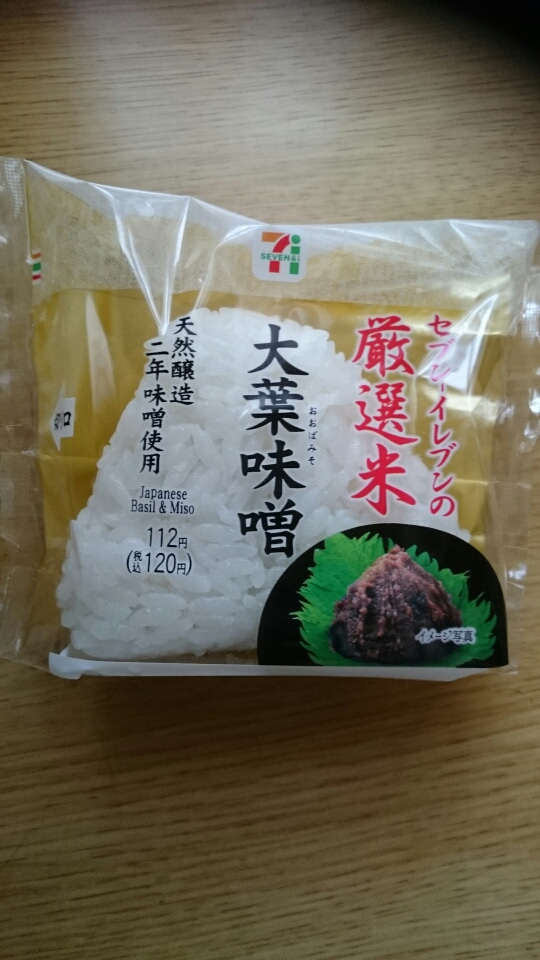 SEVEN&i
セブン-イレブンの
厳選米
大葉味噌
おおばみそ
天然醸造
二年味噌使用
Japanese
Basil & Miso
112円
(税込120円)
切り口
イメージ写真